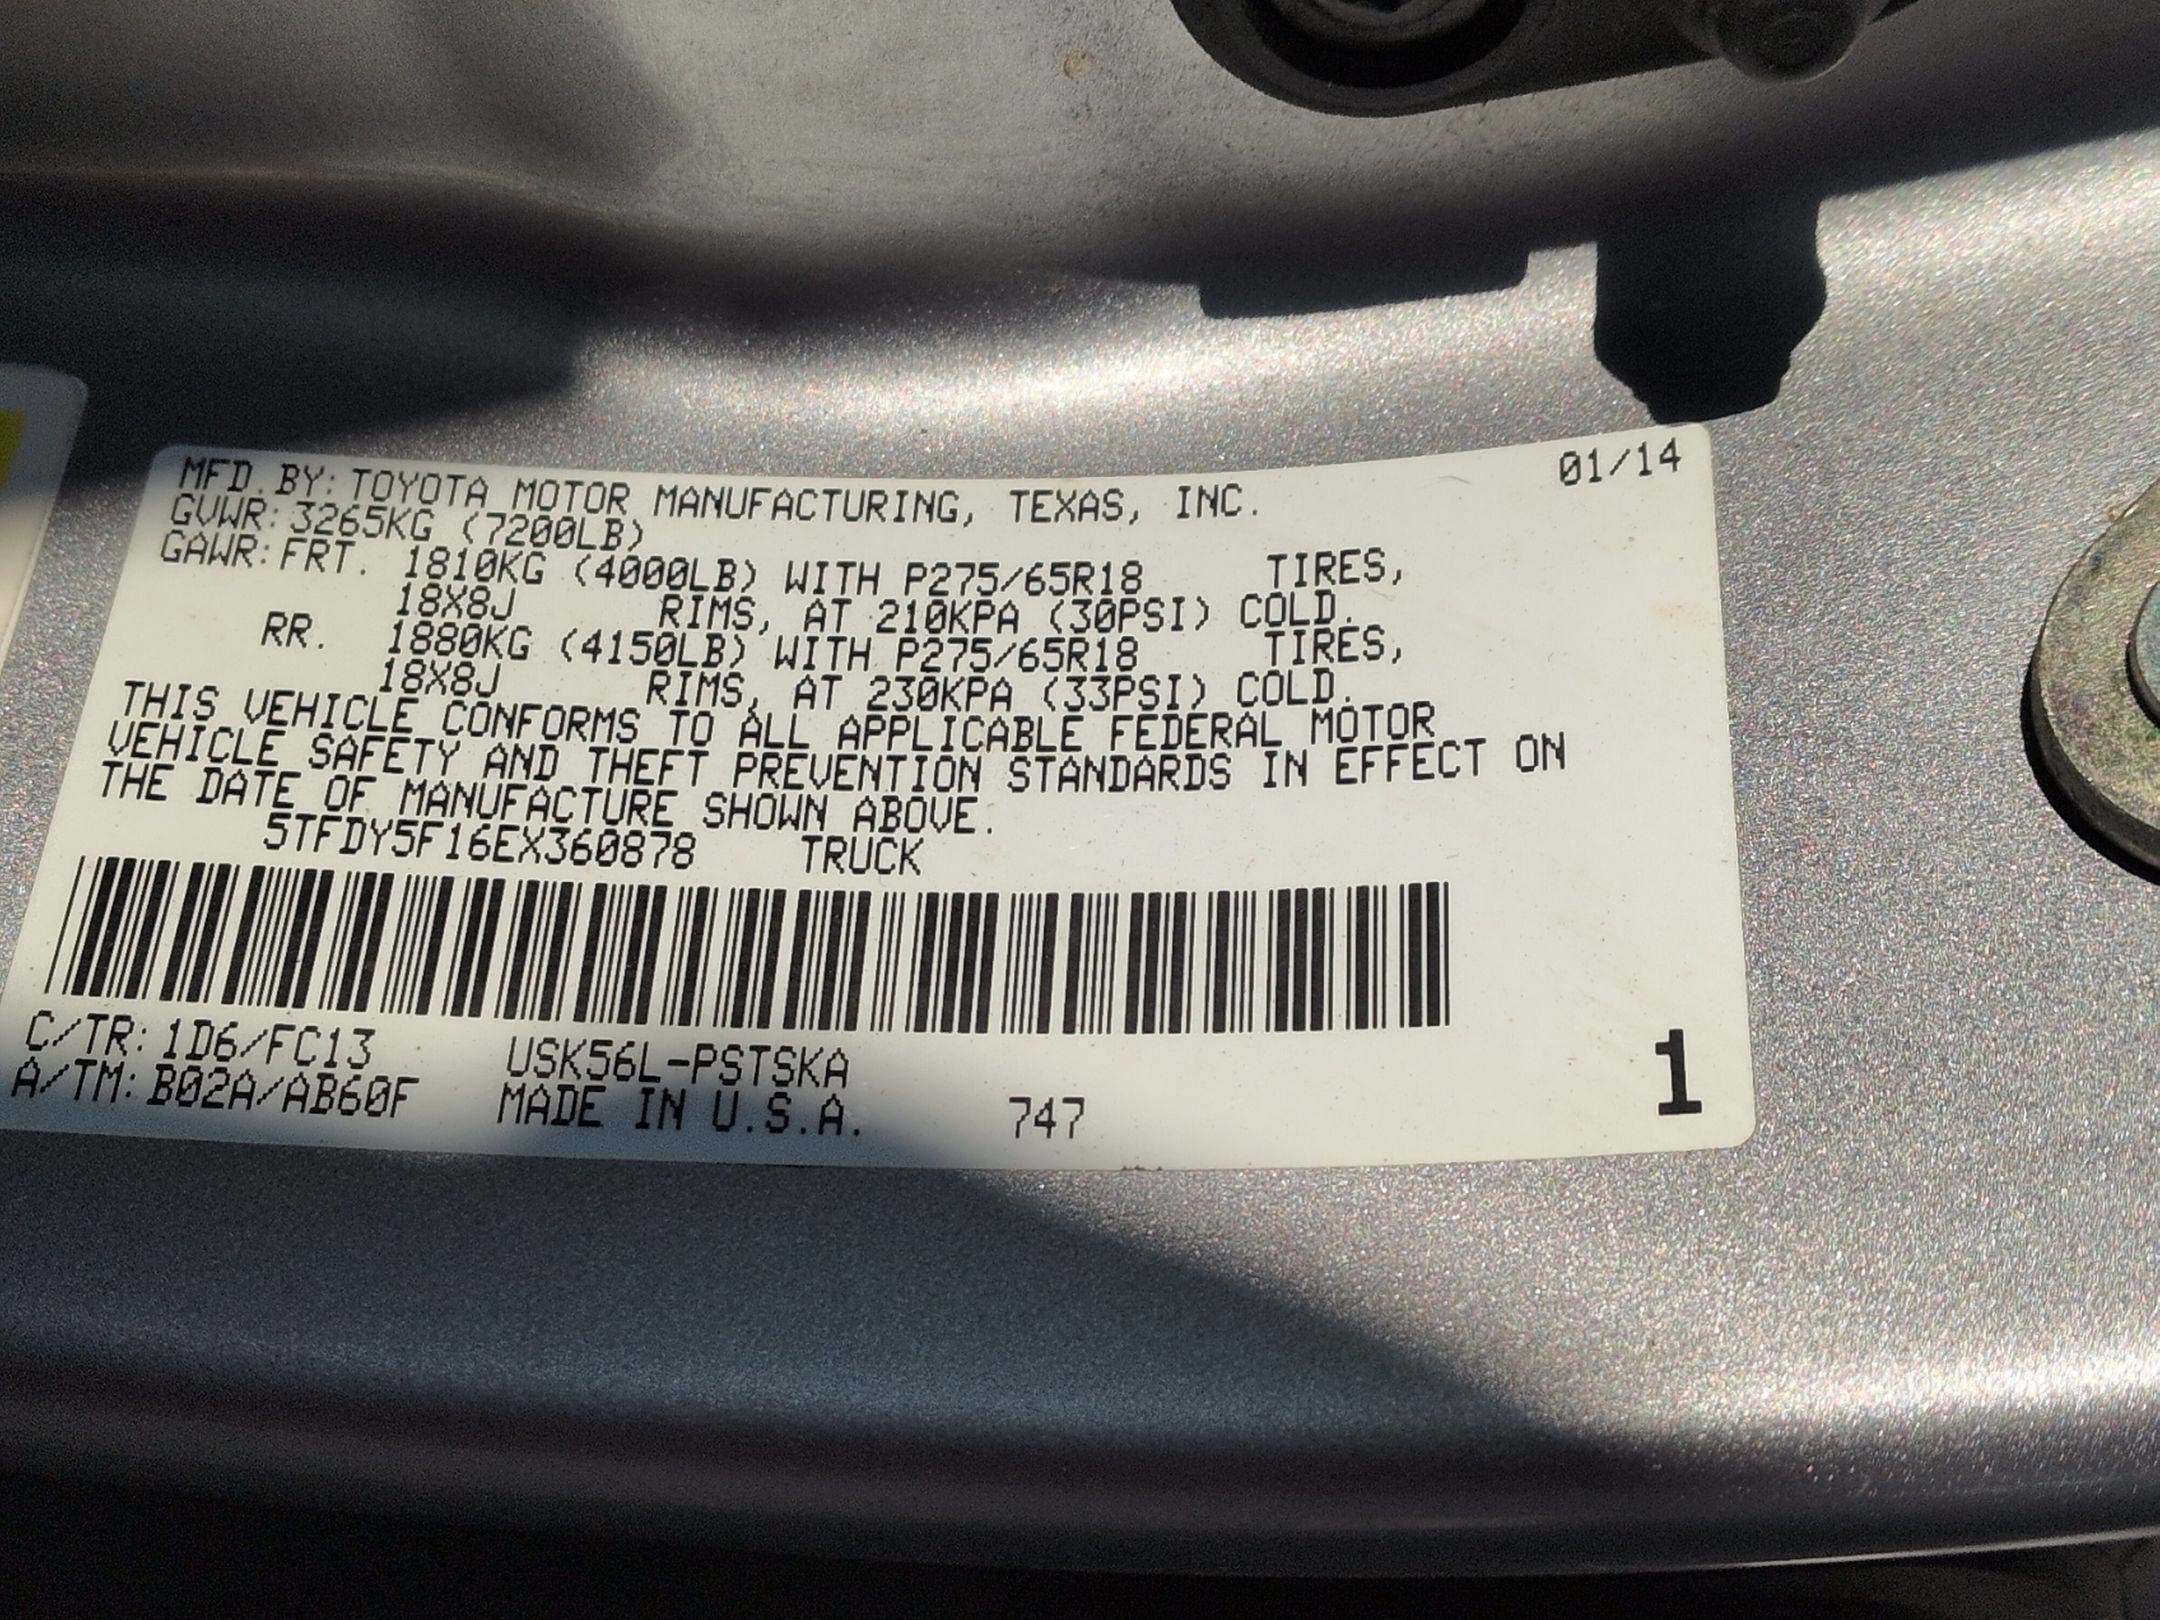 MFD. BY: TOYOTA MOTOR MANUFACTURING, TEXAS, INC. 01/14
GVWR: 3265KG (7200LB)
GAWR: FRT. 1810KG (4000LB) WITH P275/65R18 TIRES,
18X8J RIMS, AT 210KPA (30PSI) COLD.
RR. 1880KG (4150LB) WITH P275/65R18 TIRES,
18X8J RIMS, AT 230KPA (33PSI) COLD.
THIS VEHICLE CONFORMS TO ALL APPLICABLE FEDERAL MOTOR
VEHICLE SAFETY AND THEFT PREVENTION STANDARDS IN EFFECT ON
THE DATE OF MANUFACTURE SHOWN ABOVE.
5TFDY5F16EX360878 TRUCK
C/TR: 1D6/FC13 USK56L-PSTSKA
A/TM: B02A/AB60F MADE IN U.S.A. 747
1